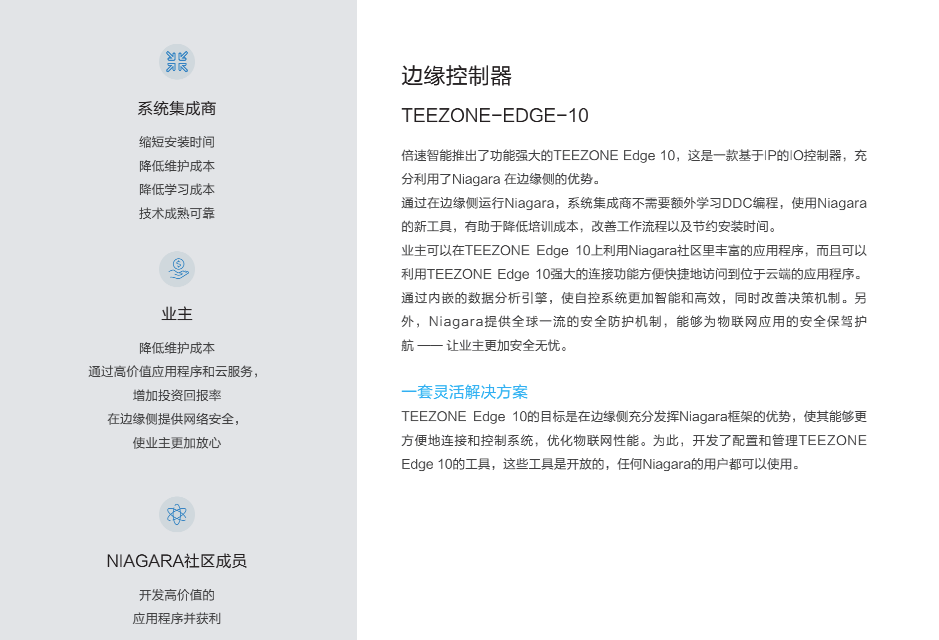 系统集成商
缩短安装时间
降低维护成本
降低学习成本
技术成熟可靠
业主
降低维护成本
通过高价值应用程序和云服务，
增加投资回报率
在边缘侧提供网络安全，
使业主更加放心
NIAGARA社区成员
开发高价值的
应用程序并获利
边缘控制器
TEEZONE-EDGE-10
倍速智能推出了功能强大的TEEZONE Edge 10，这是一款基于IP的IO控制器，充
分利用了Niagara 在边缘侧的优势。
通过在边缘侧运行Niagara，系统集成商不需要额外学习DDC编程，使用Niagara
的新工具，有助于降低培训成本，改善工作流程以及节约安装时间。
业主可以在TEEZONE Edge 10上利用Niagara社区里丰富的应用程序，而且可以
利用TEEZONE Edge 10强大的连接功能方便快捷地访问到位于云端的应用程序。
通过内嵌的数据分析引擎，使自控系统更加智能和高效，同时改善决策机制。另
外，Niagara提供全球一流的安全防护机制，能够为物联网应用的安全保驾护
航 —— 让业主更加安全无忧。
一套灵活解决方案
TEEZONE Edge 10的目标是在边缘侧充分发挥Niagara框架的优势，使其能够更
方便地连接和控制系统，优化物联网性能。为此，开发了配置和管理TEEZONE
Edge 10的工具，这些工具是开放的，任何Niagara的用户都可以使用。